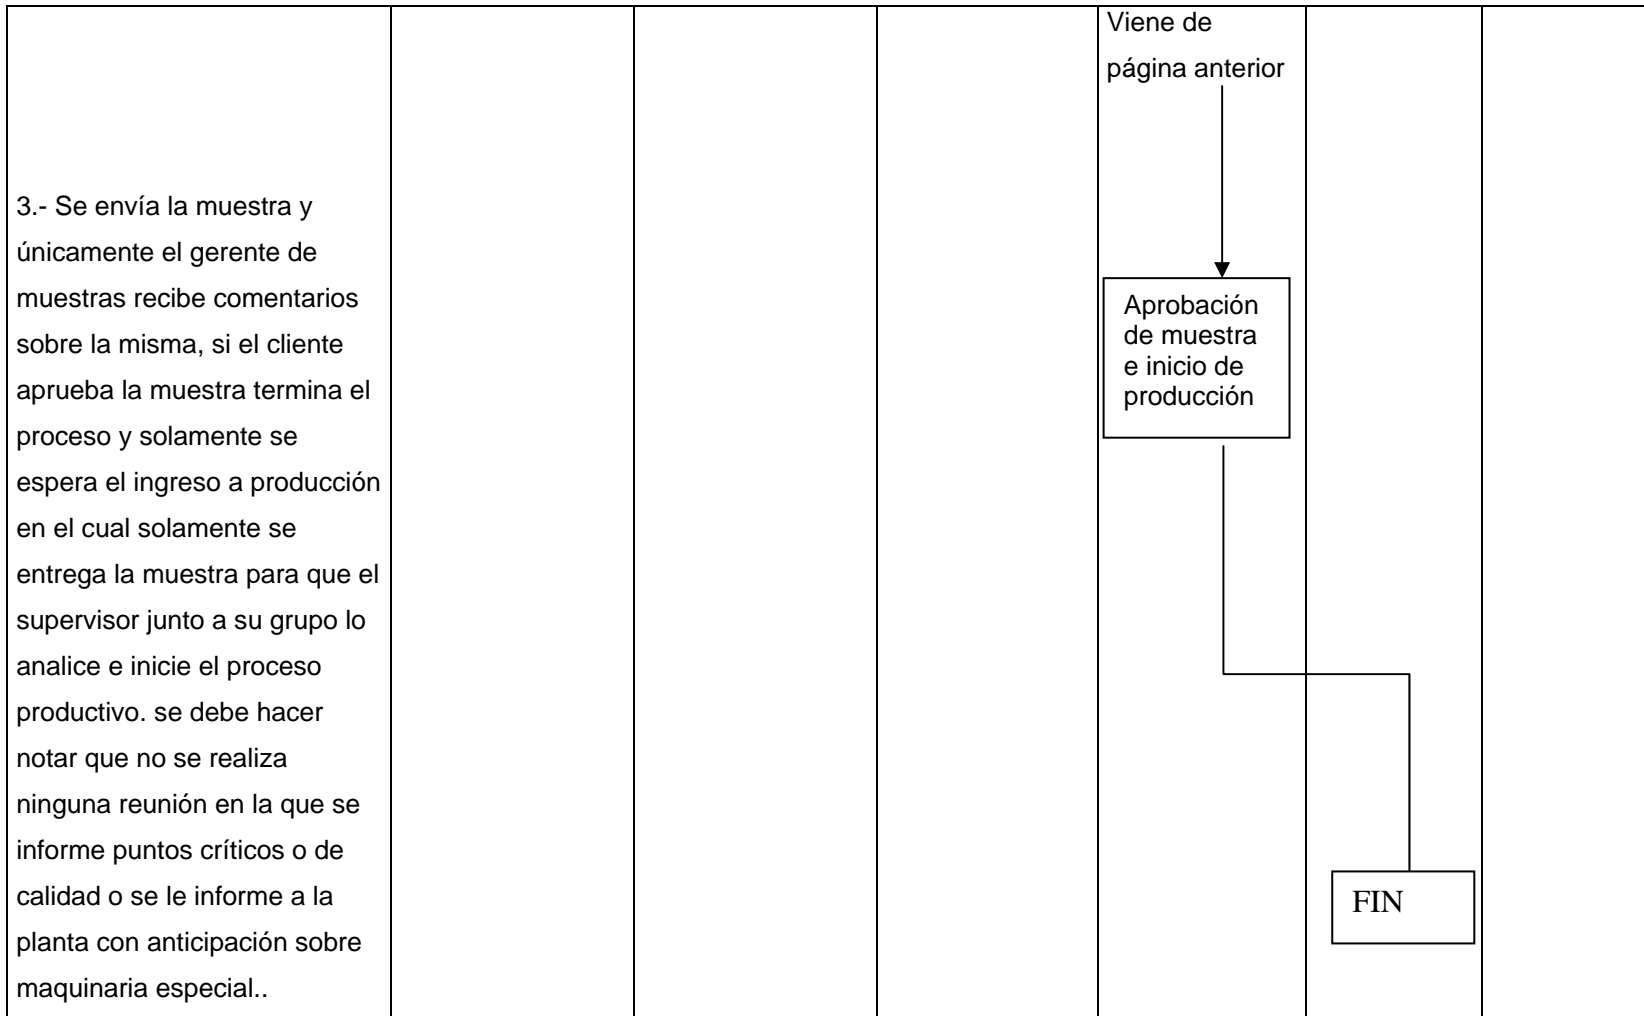 Viene de
página anterior
3.- Se envía la muestra y
únicamente el gerente de
muestras recibe comentarios
sobre la misma, si el cliente
aprueba la muestra termina el
proceso y solamente se
espera el ingreso a producción
en el cual solamente se
entrega la muestra para que el
supervisor junto a su grupo lo
analice e inicie el proceso
productivo. se debe hacer
notar que no se realiza
ninguna reunión en la que se
informe puntos críticos o de
calidad o se le informe a la
planta con anticipación sobre
maquinaria especial..
Aprobación
de muestra
e inicio de
producción
FIN